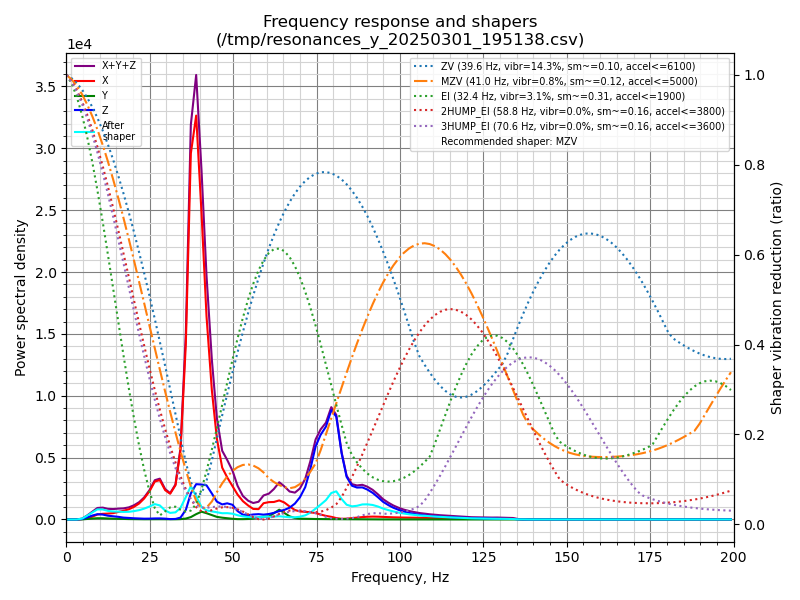 Frequency response and shapers
(/tmp/resonances_y_20250301_195138.csv)
1e4
X+Y+Z
X
Y
Z
After
shaper
ZV (39.6 Hz, vibr=14.3%, sm~=0.10, accel<=6100)
MZV (41.0 Hz, vibr=0.8%, sm~=0.12, accel<=5000)
EI (32.4 Hz, vibr=3.1%, sm~=0.31, accel<=1900)
2HUMP_EI (58.8 Hz, vibr=0.0%, sm~=0.16, accel<=3800)
3HUMP_EI (70.6 Hz, vibr=0.0%, sm~=0.16, accel<=3600)
Recommended shaper: MZV
Power spectral density
3.5
3.0
2.5
2.0
1.5
1.0
0.5
0.0
1.0
0.8
0.6
0.4
0.2
0.0
Shaper vibration reduction (ratio)
0 25 50 75 100 125 150 175 200
Frequency, Hz